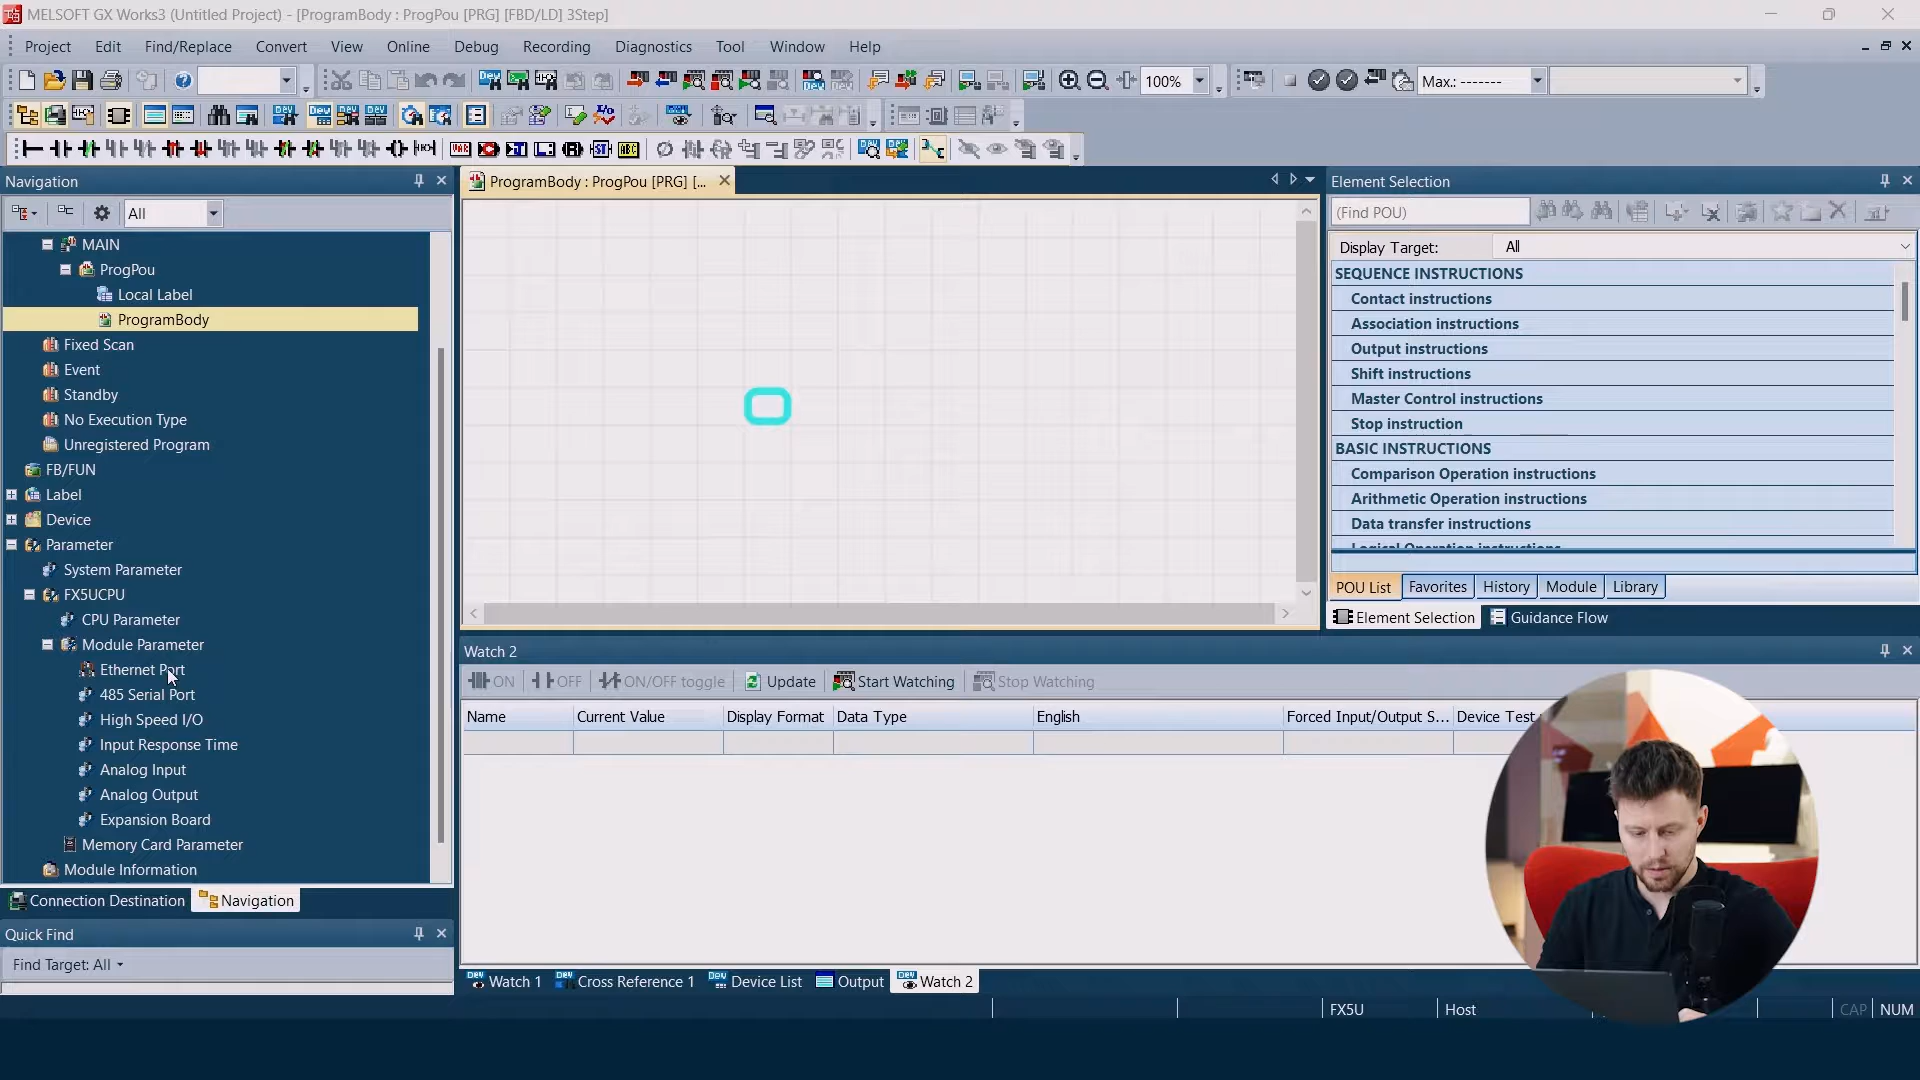 MELSOFT GX Works3 (Untitled Project) - [ProgramBody : ProgPou [PRG] [FBD/LD] 3Step]
Project Edit Find/Replace Convert View Online Debug Recording Diagnostics Tool Window Help
100% Max.: -------
Navigation
All
MAIN
ProgPou
Local Label
ProgramBody
Fixed Scan
Event
Standby
No Execution Type
Unregistered Program
FB/FUN
Label
Device
Parameter
System Parameter
FX5UCPU
CPU Parameter
Module Parameter
Ethernet Port
485 Serial Port
High Speed I/O
Input Response Time
Analog Input
Analog Output
Expansion Board
Memory Card Parameter
Module Information
Connection Destination Navigation
Quick Find
Find Target: All
ProgramBody : ProgPou [PRG] [...
Element Selection
(Find POU)
Display Target: All
SEQUENCE INSTRUCTIONS
Contact instructions
Association instructions
Output instructions
Shift instructions
Master Control instructions
Stop instruction
BASIC INSTRUCTIONS
Comparison Operation instructions
Arithmetic Operation instructions
Data transfer instructions
Logical Operation instructions
POU List Favorites History Module Library
Element Selection Guidance Flow
Watch 2
ON OFF ON/OFF toggle Update Start Watching Stop Watching
Name Current Value Display Format Data Type English Forced Input/Output S... Device Test
Watch 1 Cross Reference 1 Device List Output Watch 2
FX5U Host CAP NUM